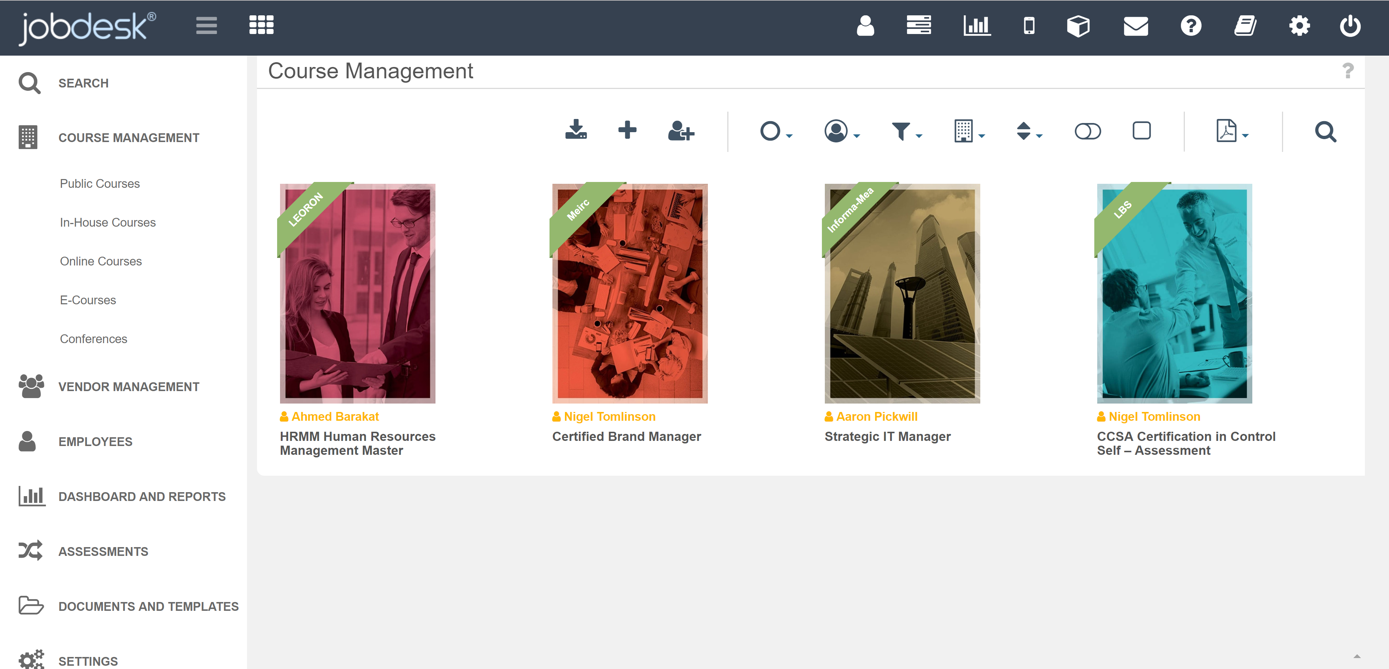 jobdesk®
SEARCH
COURSE MANAGEMENT
Public Courses
In-House Courses
Online Courses
E-Courses
Conferences
VENDOR MANAGEMENT
EMPLOYEES
DASHBOARD AND REPORTS
ASSESSMENTS
DOCUMENTS AND TEMPLATES
SETTINGS
Course Management
?
LEORON
Ahmed Barakat
HRMM Human Resources
Management Master
Meirc
Nigel Tomlinson
Certified Brand Manager
Informa-Mea
Aaron Pickwill
Strategic IT Manager
LBS
Nigel Tomlinson
CCSA Certification in Control
Self – Assessment